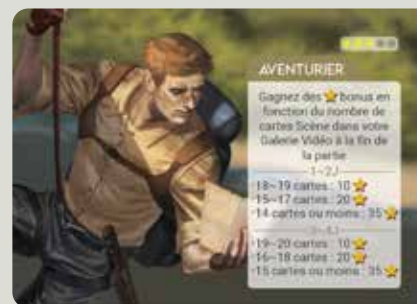 AVENTURIER
Gagnez des bonus en
fonction du nombre de
cartes Scène dans votre
Galerie Vidéo à la fin de
la partie
1~2J
18~19 cartes : 10
15~17 cartes : 20
14 cartes ou moins : 35
3~4J
19~20 cartes : 10
16~18 cartes : 20
15 cartes ou moins : 35